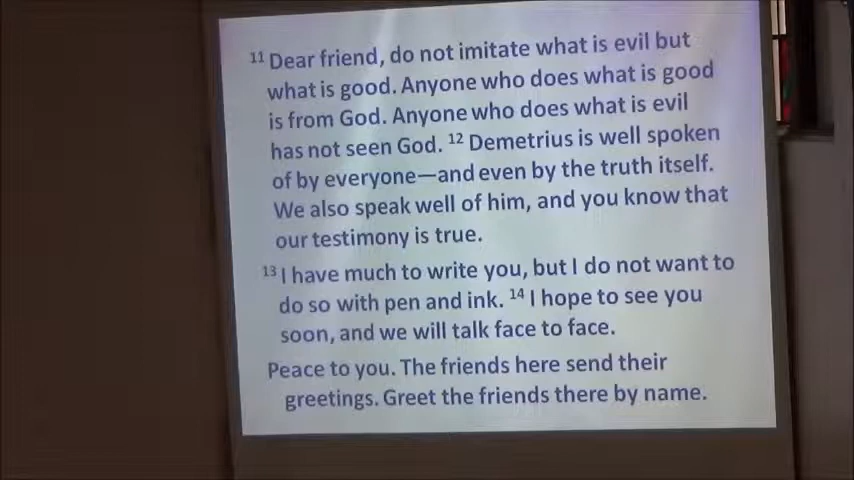 11 Dear friend, do not imitate what is evil but
what is good. Anyone who does what is good
is from God. Anyone who does what is evil
has not seen God. 12 Demetrius is well spoken
of by everyone—and even by the truth itself.
We also speak well of him, and you know that
our testimony is true.
13 I have much to write you, but I do not want to
do so with pen and ink. 14 I hope to see you
soon, and we will talk face to face.
Peace to you. The friends here send their
greetings. Greet the friends there by name.